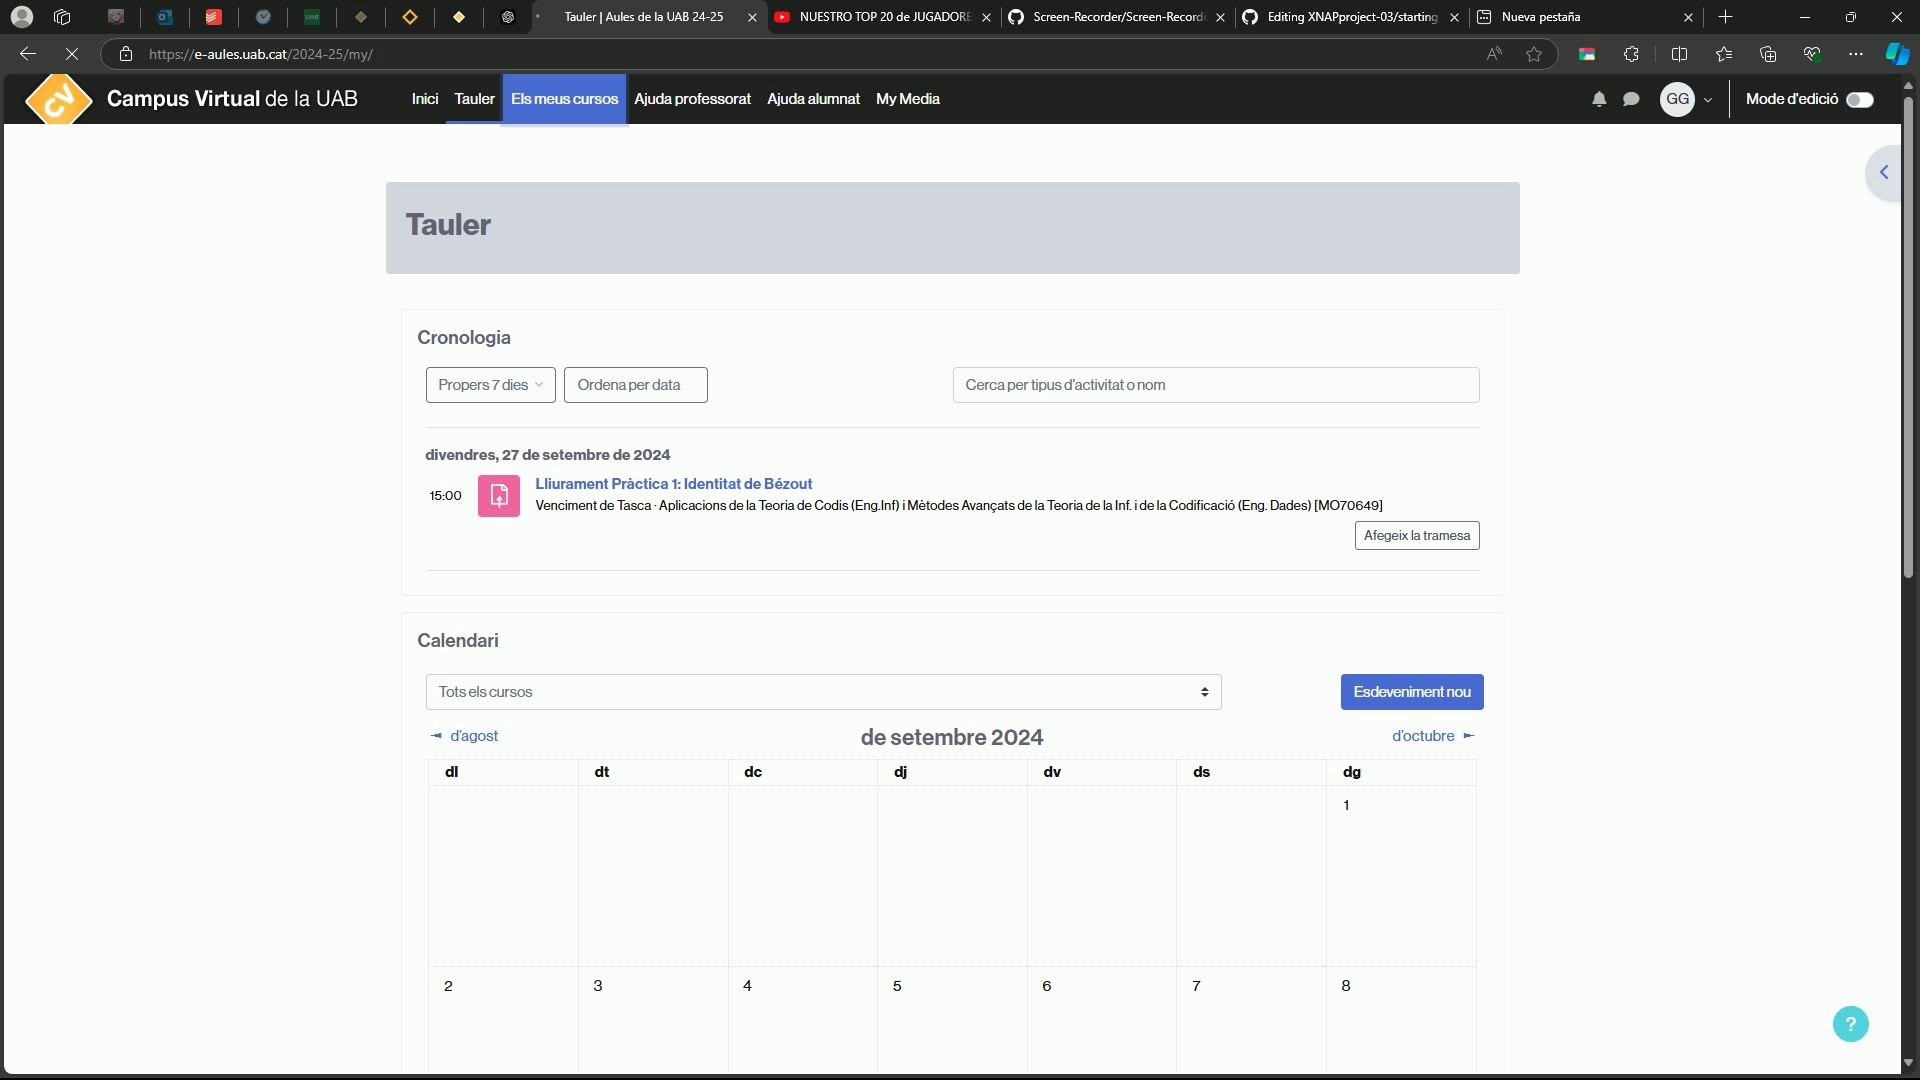 Tauler | Aules de la UAB 24-25
NUESTRO TOP 20 de JUGADORE
Screen-Recorder/Screen-Recorde
Editing XNAPproject-03/starting
Nueva pestaña
https://e-aules.uab.cat/2024-25/my/
CV
Campus Virtual de la UAB
Inici
Tauler
Els meus cursos
Ajuda professorat
Ajuda alumnat
My Media
GG
Mode d'edició
Tauler
Cronologia
Propers 7 dies
Ordena per data
Cerca per tipus d'activitat o nom
divendres, 27 de setembre de 2024
15:00
Lliurament Pràctica 1: Identitat de Bézout
Venciment de Tasca · Aplicacions de la Teoria de Codis (Eng.Inf) i Mètodes Avançats de la Teoria de la Inf. i de la Codificació (Eng. Dades) [MO70649]
Afegeix la tramesa
Calendari
Tots els cursos
Esdeveniment nou
d'agost
de setembre 2024
d'octubre
dl dt dc dj dv ds dg
1
2 3 4 5 6 7 8
?